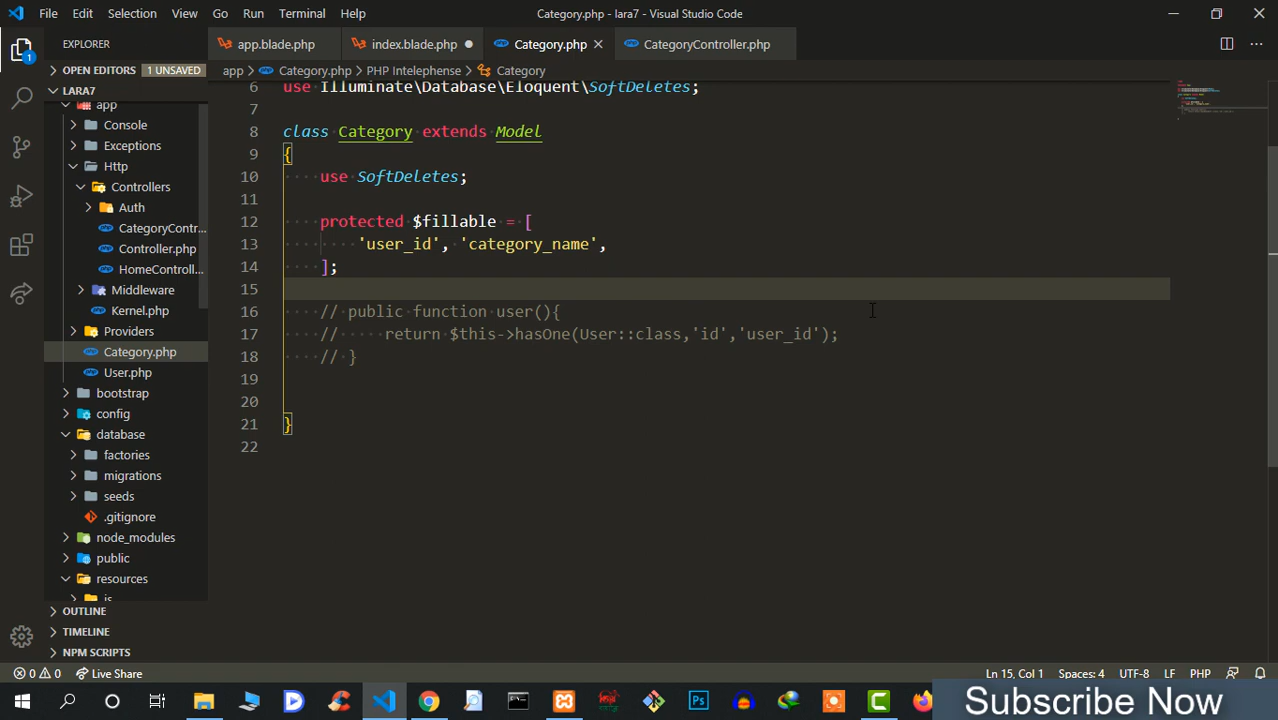 File Edit Selection View Go Run Terminal Help Category.php - lara7 - Visual Studio Code
EXPLORER
app.blade.php index.blade.php Category.php CategoryController.php
OPEN EDITORS 1 UNSAVED
app Category.php PHP Intelephense Category
LARA7
app
Console
Exceptions
Http
Controllers
Auth
CategoryContr...
Controller.php
HomeControll...
Middleware
Kernel.php
Providers
Category.php
User.php
bootstrap
config
database
factories
migrations
seeds
.gitignore
node_modules
public
resources
js
OUTLINE
TIMELINE
NPM SCRIPTS
6 use Illuminate\Database\Eloquent\SoftDeletes;
7
8 class Category extends Model
9 {
10 use SoftDeletes;
11
12 protected $fillable = [
13 'user_id', 'category_name',
14 ];
15
16 // public function user(){
17 // return $this->hasOne(User::class,'id','user_id');
18 // }
19
20
21 }
22
0 0 Live Share Ln 15, Col 1 Spaces: 4 UTF-8 LF PHP
Subscribe Now